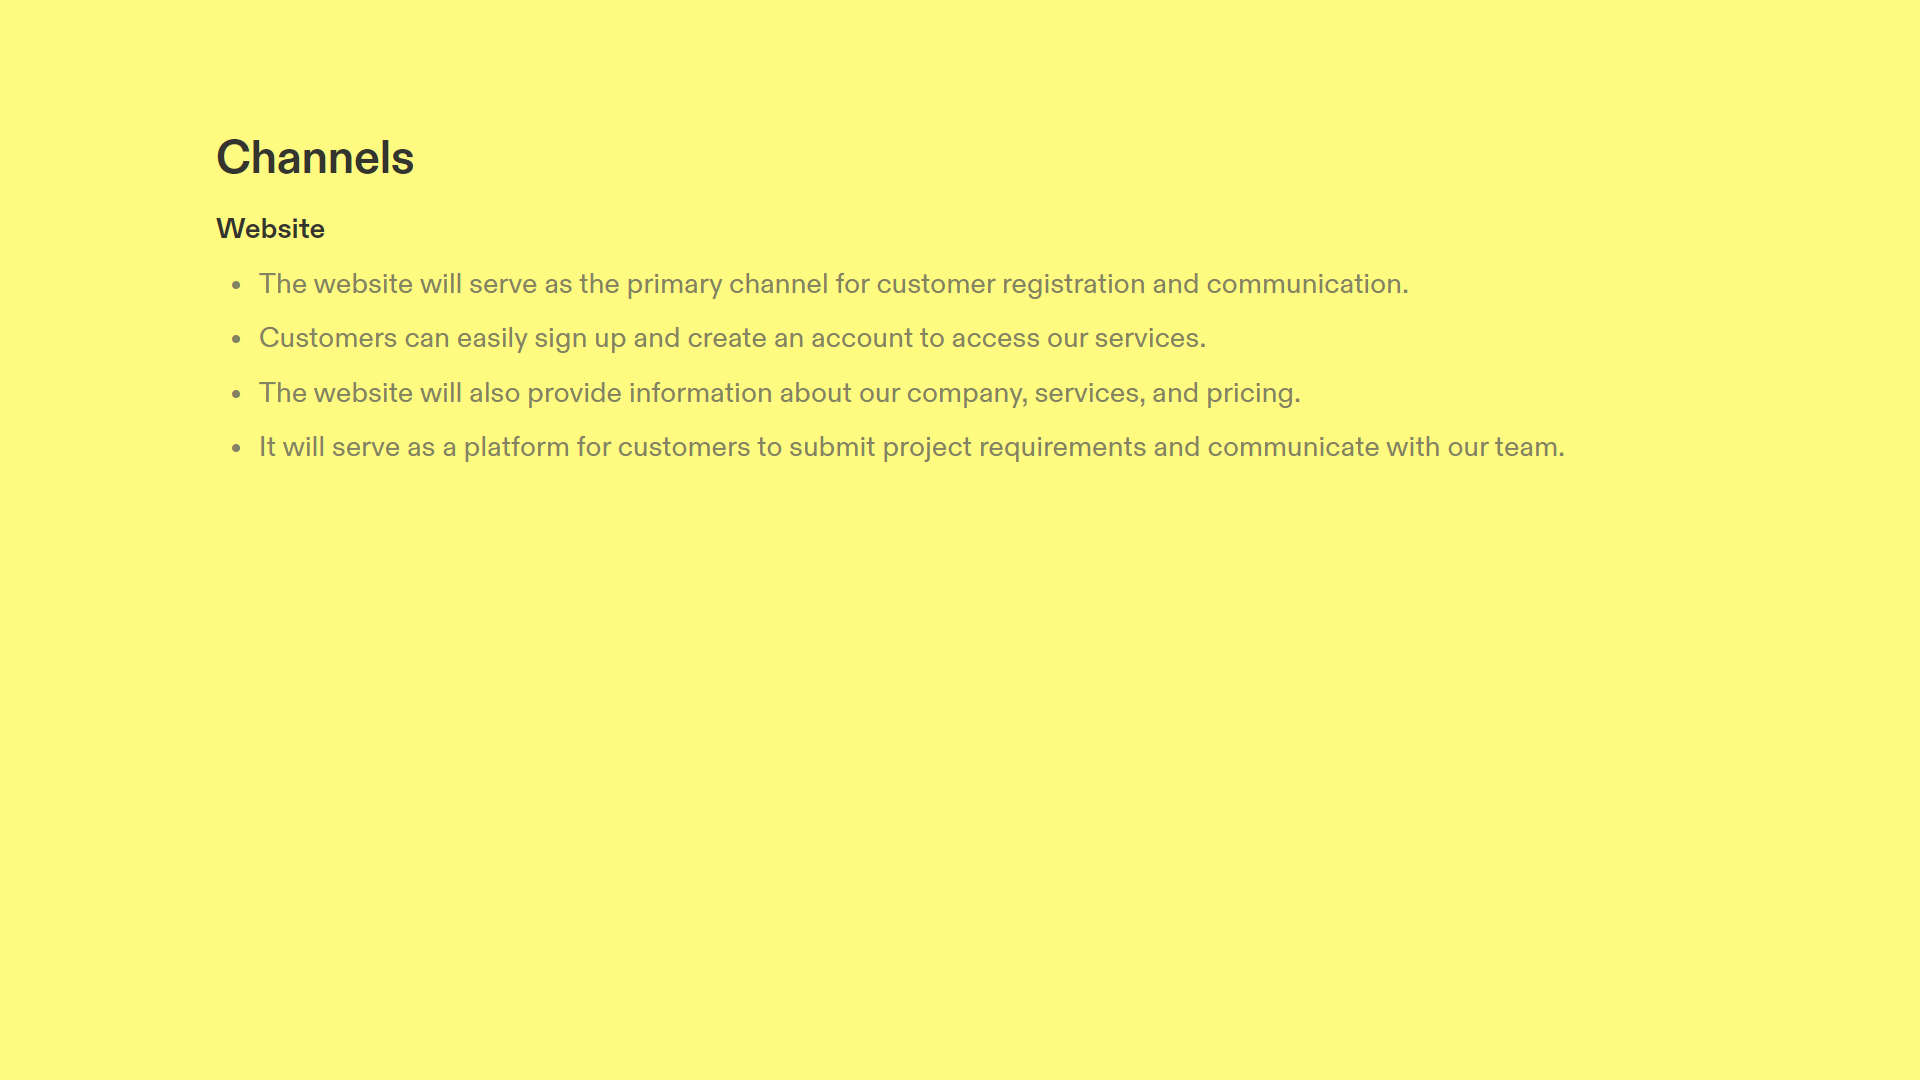 Channels
Website
• The website will serve as the primary channel for customer registration and communication.
• Customers can easily sign up and create an account to access our services.
• The website will also provide information about our company, services, and pricing.
• It will serve as a platform for customers to submit project requirements and communicate with our team.